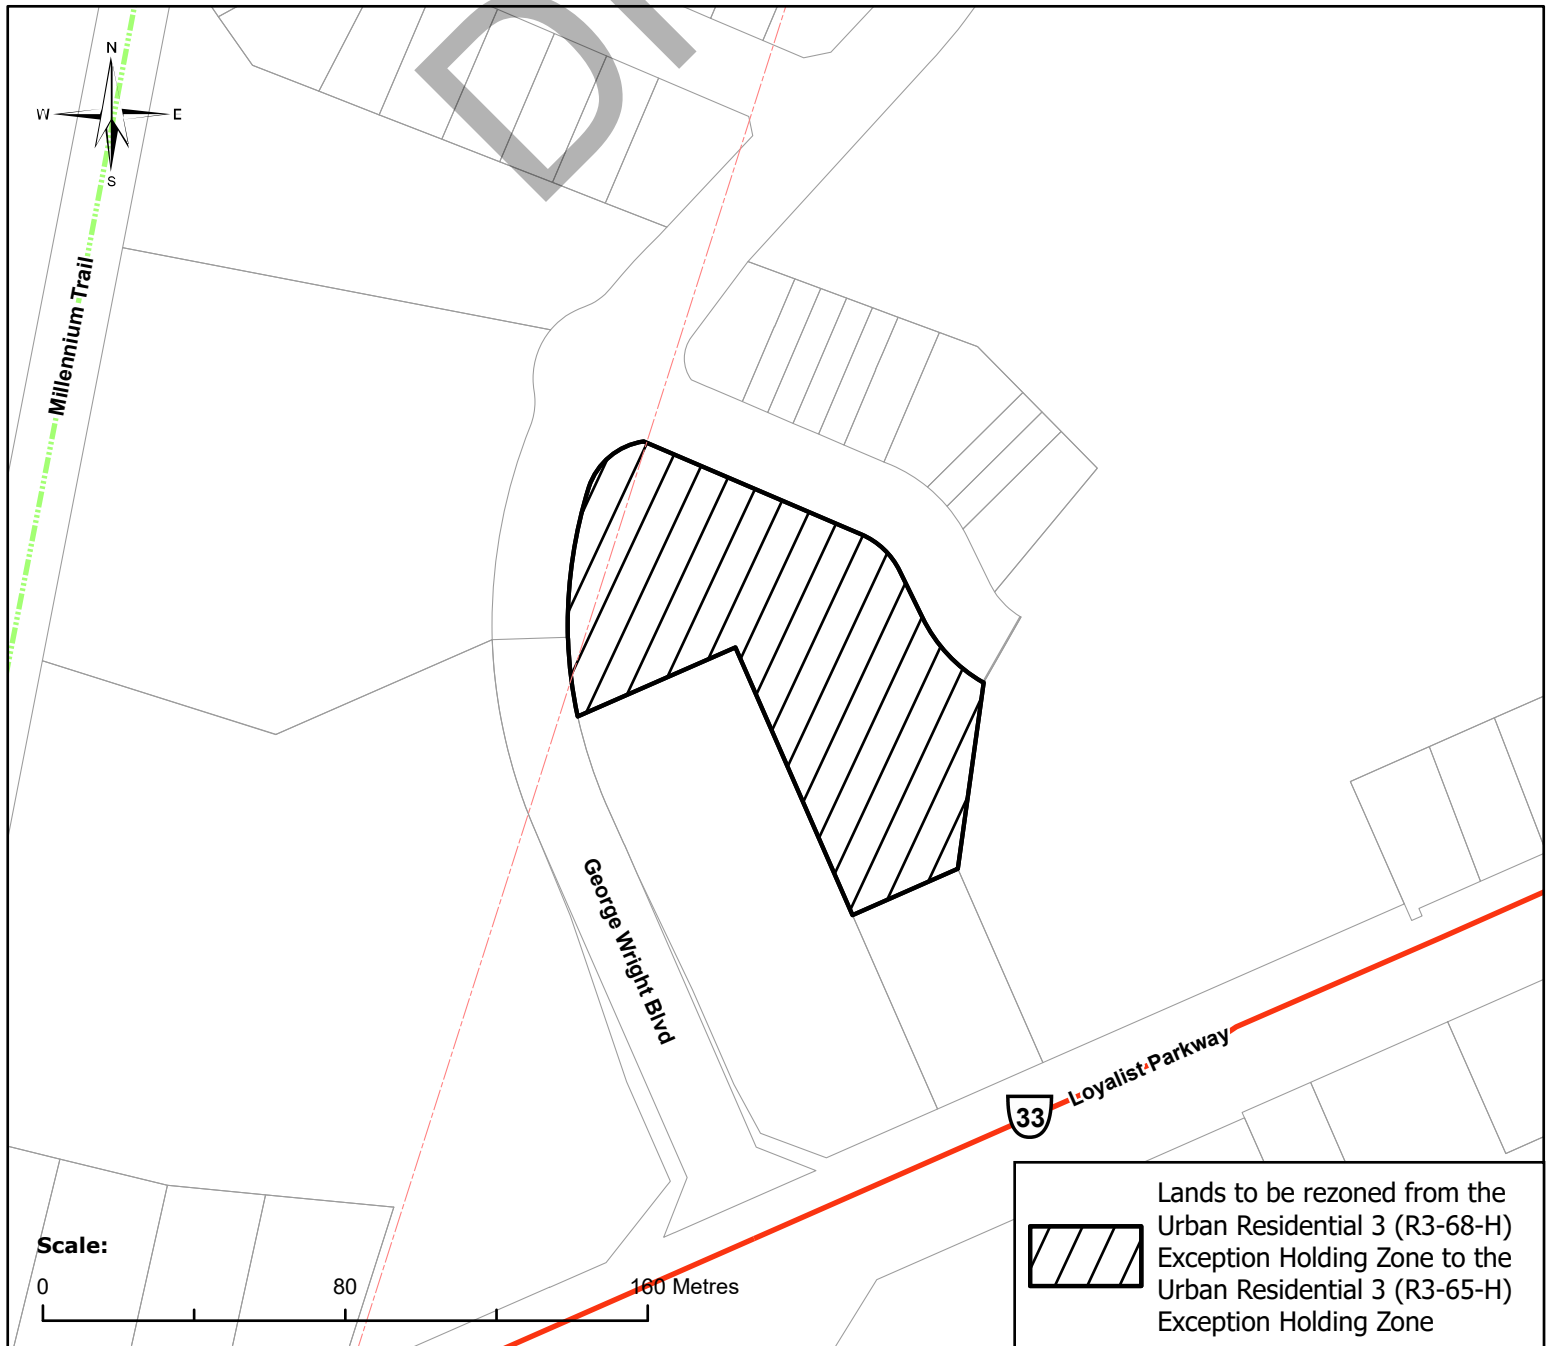 N
W E
S
Millennium Trail
George Wright Blvd
Loyalist Parkway
33
Scale:
0 80 160 Metres
Lands to be rezoned from the
Urban Residential 3 (R3-68-H)
Exception Holding Zone to the
Urban Residential 3 (R3-65-H)
Exception Holding Zone